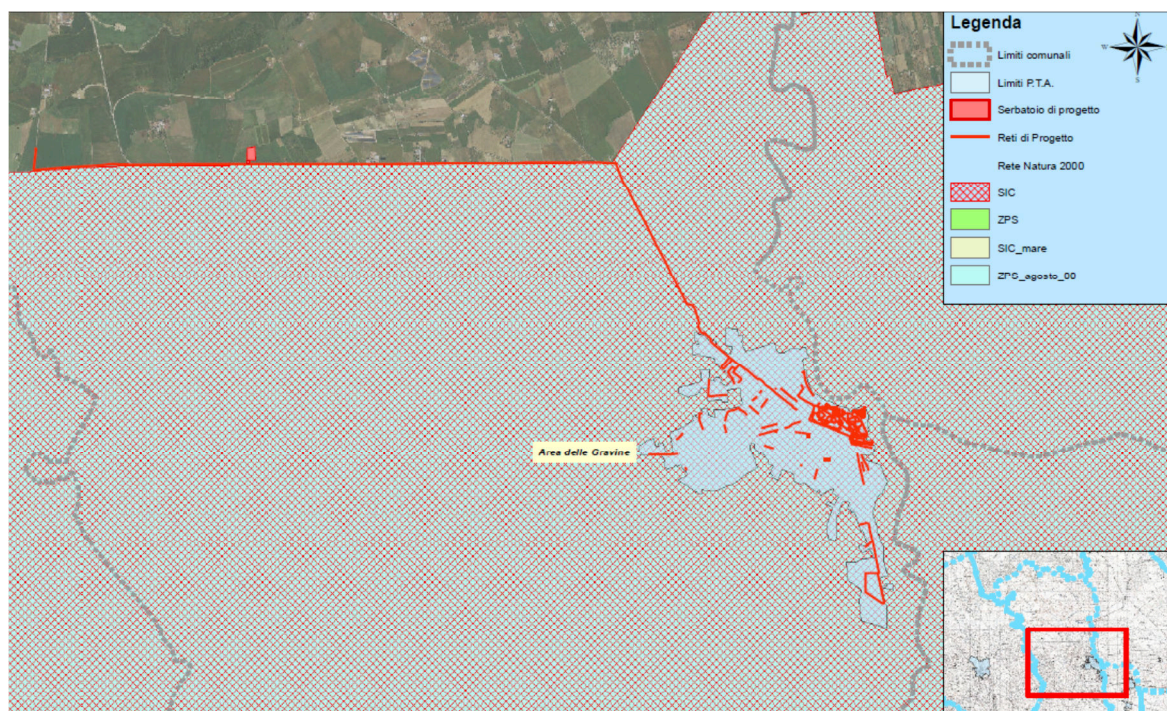 Legenda
N
W
E
S
Limiti comunali
Limiti P.T.A.
Serbatoio di progetto
Reti di Progetto
Rete Natura 2000
SIC
ZPS
SIC_mare
ZPS_agosto_00
Area delle Gravine